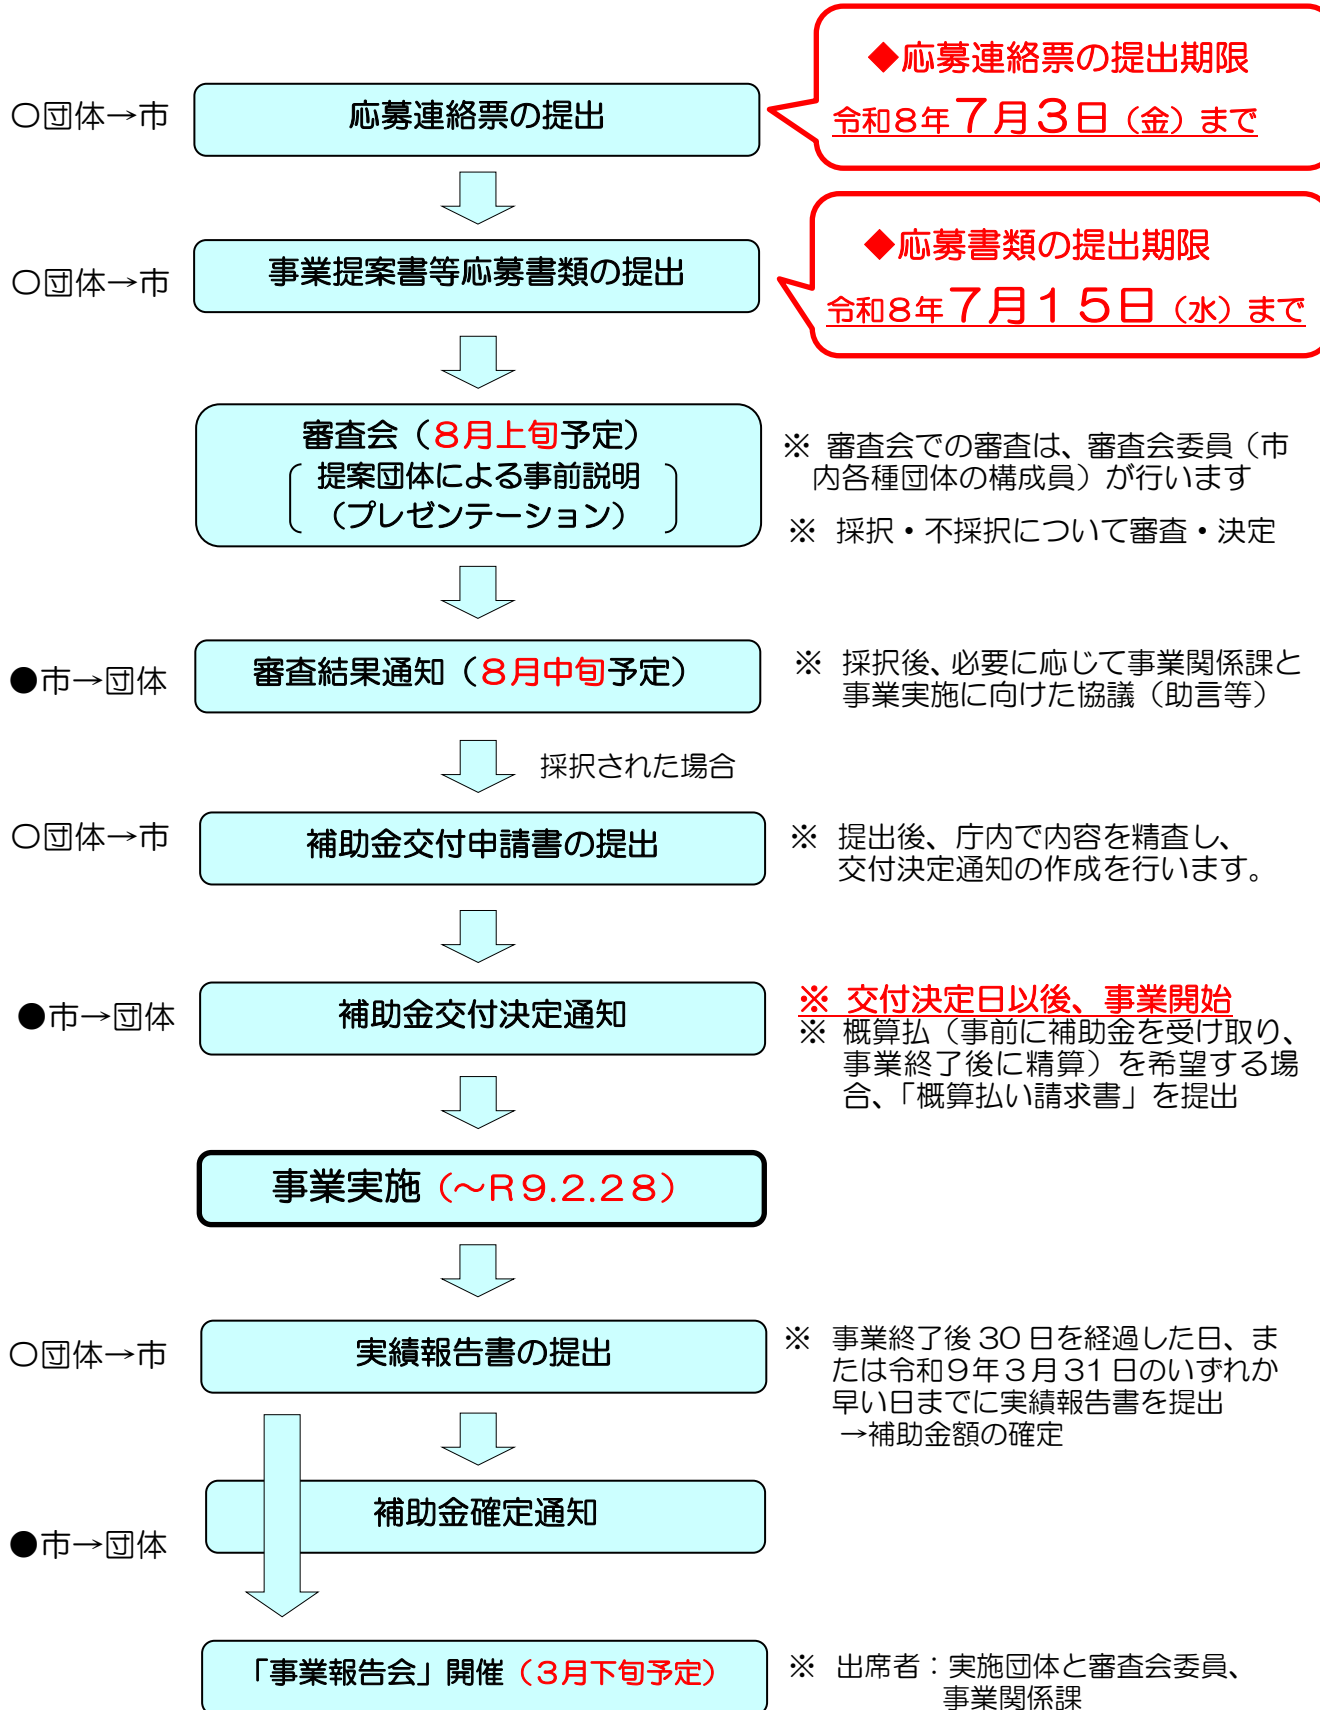 ◆応募連絡票の提出期限
令和８年７月３日（金）まで
〇団体→市
応募連絡票の提出
◆応募書類の提出期限
令和８年７月１５日（水）まで
〇団体→市
事業提案書等応募書類の提出
審査会（８月上旬予定）
提案団体による事前説明
（プレゼンテーション）
※ 審査会での審査は、審査会委員（市
内各種団体の構成員）が行います
※ 採択・不採択について審査・決定
●市→団体
審査結果通知（８月中旬予定）
※ 採択後、必要に応じて事業関係課と
事業実施に向けた協議（助言等）
採択された場合
〇団体→市
補助金交付申請書の提出
※ 提出後、庁内で内容を精査し、
交付決定通知の作成を行います。
●市→団体
補助金交付決定通知
※ 交付決定日以後、事業開始
※ 概算払（事前に補助金を受け取り、
事業終了後に精算）を希望する場
合、「概算払い請求書」を提出
事業実施（～Ｒ９.２.２８）
〇団体→市
実績報告書の提出
※ 事業終了後 30 日を経過した日、ま
たは令和９年３月 31 日のいずれか
早い日までに実績報告書を提出
→補助金額の確定
●市→団体
補助金確定通知
「事業報告会」開催（３月下旬予定）
※ 出席者：実施団体と審査会委員、
事業関係課